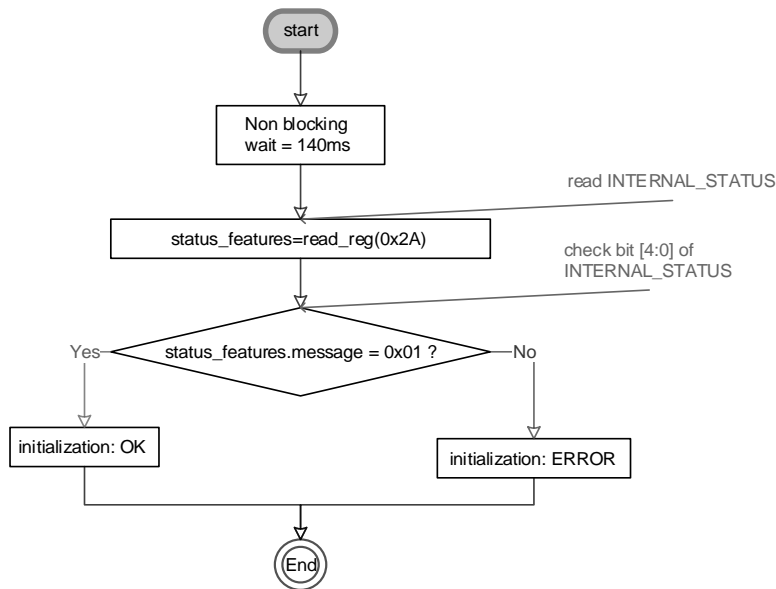 start
Non blocking
wait = 140ms
read INTERNAL_STATUS
status_features=read_reg(0x2A)
check bit [4:0] of
INTERNAL_STATUS
Yes
status_features.message = 0x01 ?
No
initialization: OK
initialization: ERROR
End